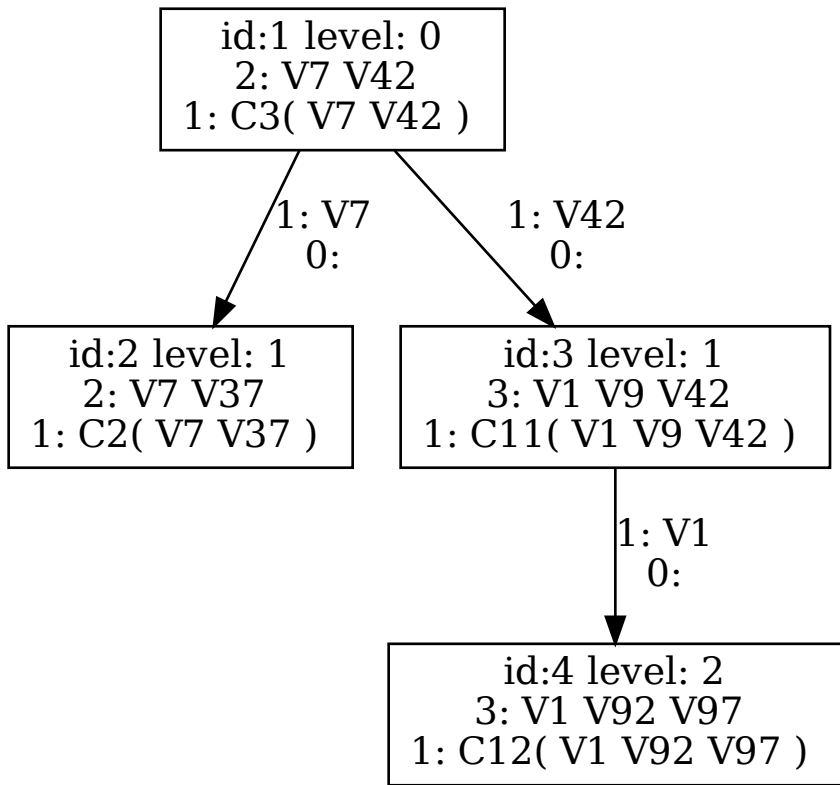 id:1 level: 0
2: V7 V42
1: C3( V7 V42 )
1: V7
0:
1: V42
0:
id:2 level: 1
2: V7 V37
1: C2( V7 V37 )
id:3 level: 1
3: V1 V9 V42
1: C11( V1 V9 V42 )
1: V1
0:
id:4 level: 2
3: V1 V92 V97
1: C12( V1 V92 V97 )